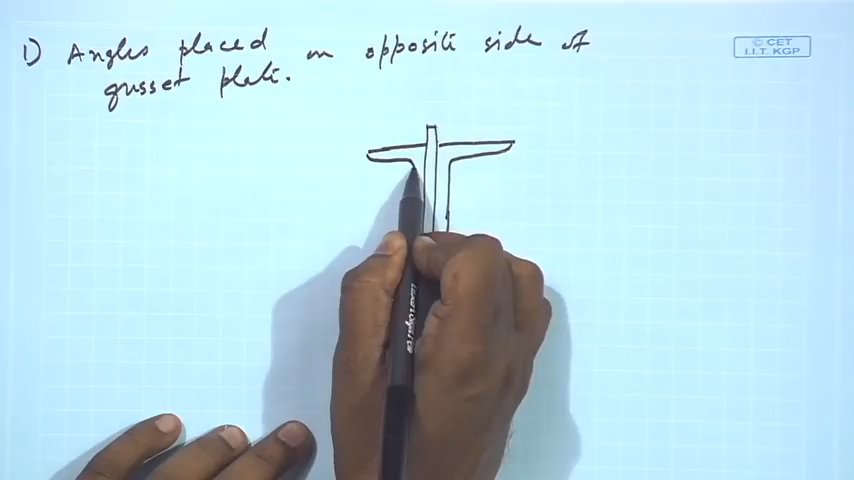 1) Angles placed on opposite side of
gusset plate.
© CET
I.I.T. KGP